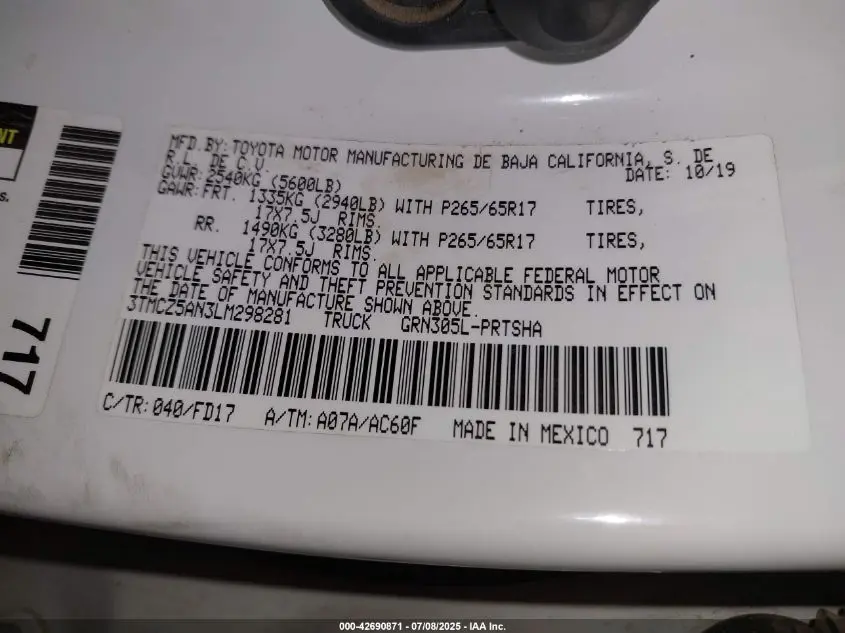 NT
s.
717
MFD BY: TOYOTA MOTOR MANUFACTURING DE BAJA CALIFORNIA, S. DE
R.L. DE C.V.
DATE: 10/19
GVWR: 2540KG (5600LB)
GAWR: FRT. 1335KG (2940LB) WITH P265/65R17 TIRES,
17X7.5J RIMS.
RR. 1490KG (3280LB) WITH P265/65R17 TIRES,
17X7.5J RIMS.
THIS VEHICLE CONFORMS TO ALL APPLICABLE FEDERAL MOTOR
VEHICLE SAFETY AND THEFT PREVENTION STANDARDS IN EFFECT ON
THE DATE OF MANUFACTURE SHOWN ABOVE.
3TMCZ5AN3LM298281 TRUCK GRN305L-PRTSHA
C/TR: 040/FD17 A/TM: A07A/AC60F MADE IN MEXICO 717
000-42690871 - 07/08/2025 - IAA Inc.